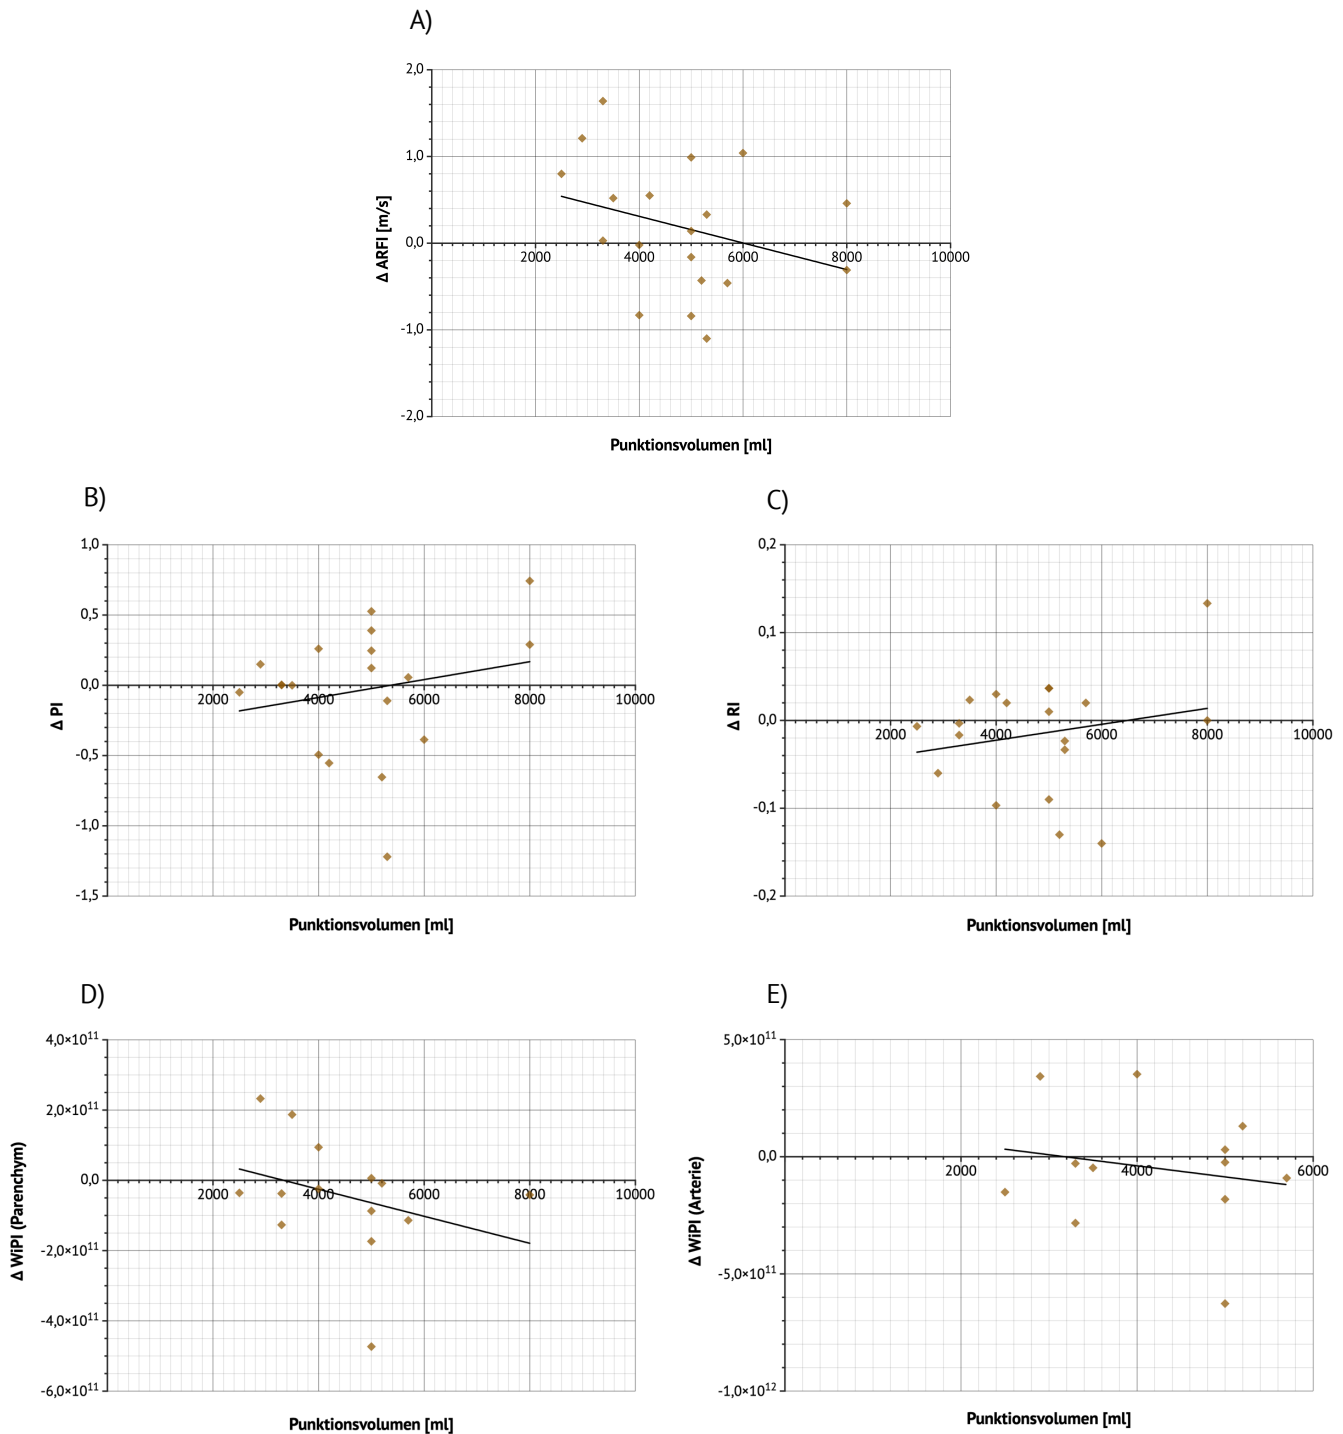 A)
2,0
1,0
0,0
-1,0
-2,0
2000 4000 6000 8000 10000
Δ ARFI [m/s]
Punktionsvolumen [ml]
B)
1,0
0,5
0,0
-0,5
-1,0
-1,5
2000 4000 6000 8000 10000
Δ PI
Punktionsvolumen [ml]
C)
0,2
0,1
0,0
-0,1
-0,2
2000 4000 6000 8000 10000
Δ RI
Punktionsvolumen [ml]
D)
4,0×10¹¹
2,0×10¹¹
0,0
-2,0×10¹¹
-4,0×10¹¹
-6,0×10¹¹
2000 4000 6000 8000 10000
Δ WiPI (Parenchym)
Punktionsvolumen [ml]
E)
5,0×10¹¹
0,0
-5,0×10¹¹
-1,0×10¹²
2000 4000 6000
Δ WiPI (Arterie)
Punktionsvolumen [ml]